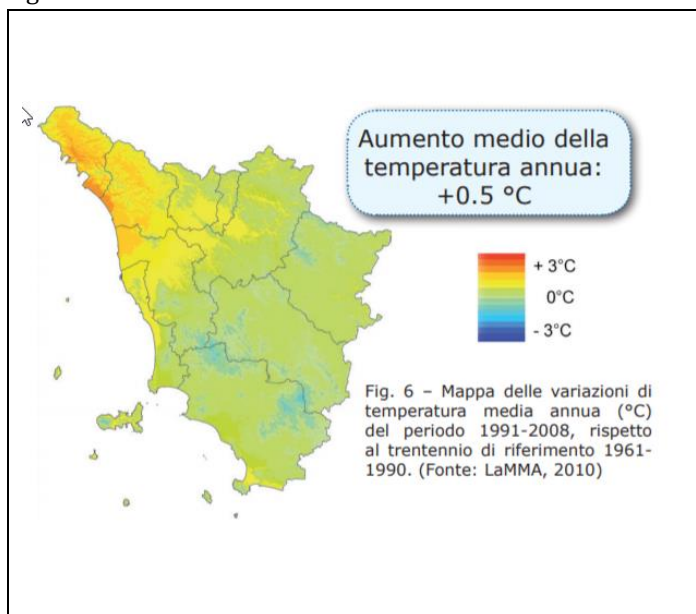 Aumento medio della
temperatura annua:
+0.5 °C
+ 3°C
0°C
- 3°C
Fig. 6 – Mappa delle variazioni di
temperatura media annua (°C)
del periodo 1991-2008, rispetto
al trentennio di riferimento 1961-
1990. (Fonte: LaMMA, 2010)